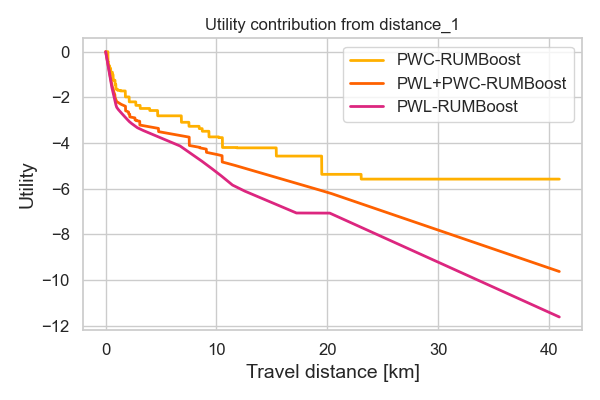 Utility contribution from distance_1
PWC-RUMBoost
PWL+PWC-RUMBoost
PWL-RUMBoost
Utility
0
−2
−4
−6
−8
−10
−12
0 10 20 30 40
Travel distance [km]